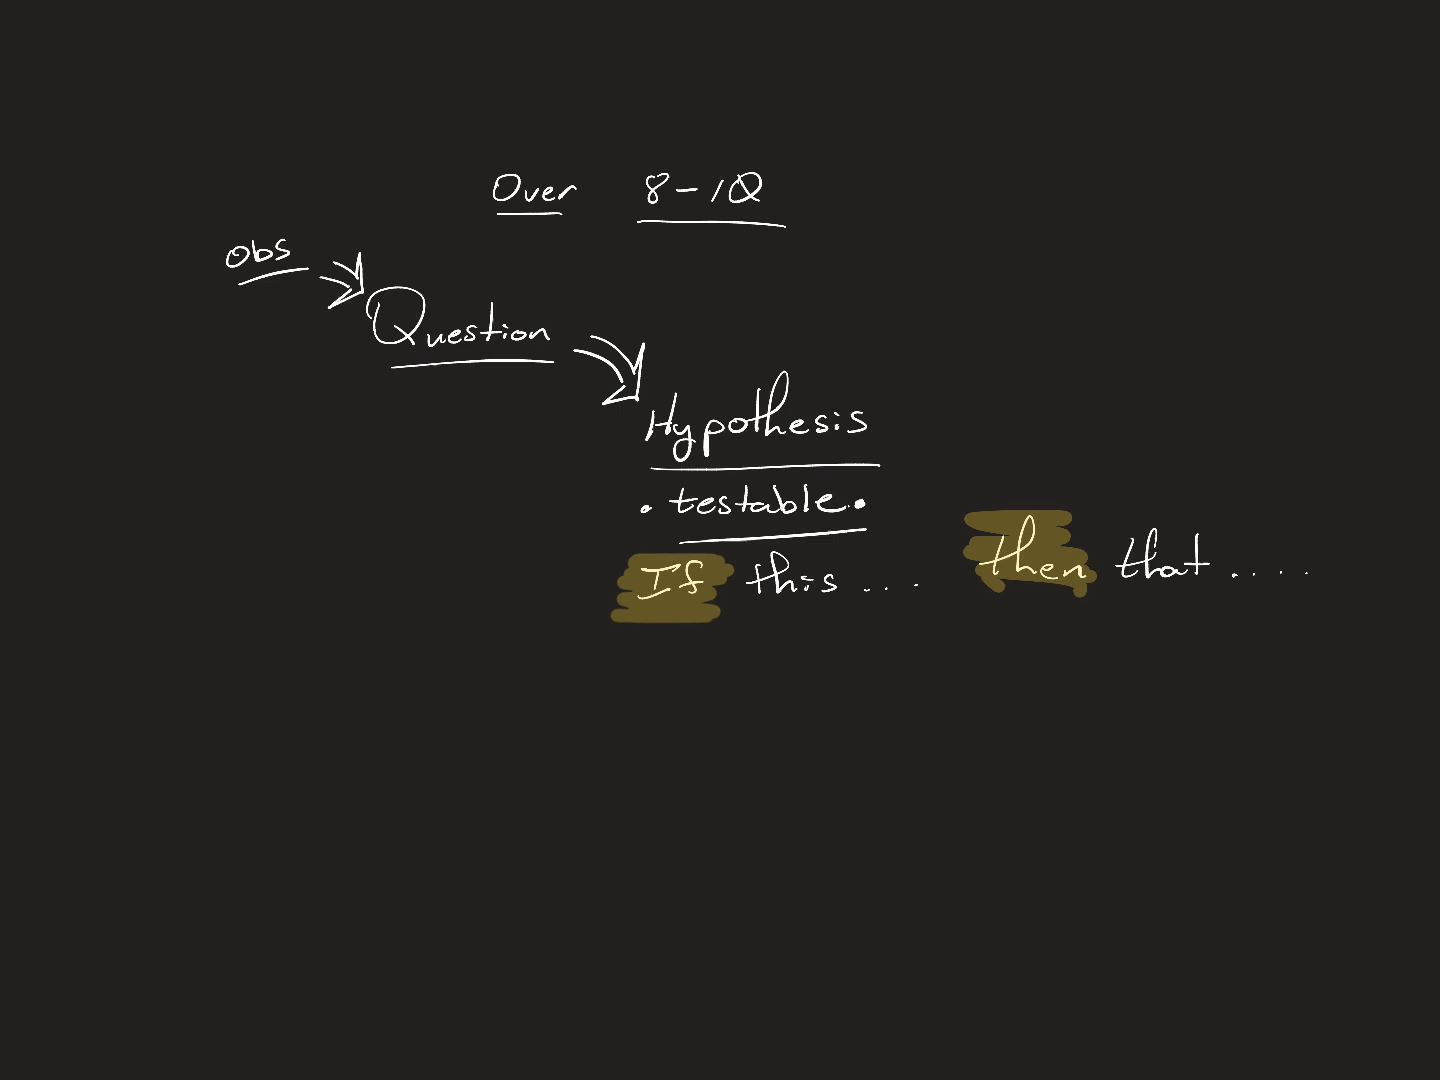 Over 8-1Q
obs
Question
Hypothesis
• testable •
If this ... then that ....